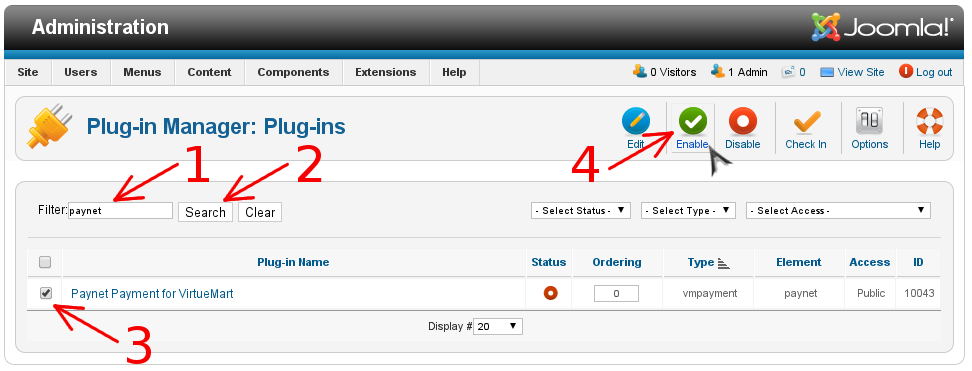 Administration
Joomla!®
Site Users Menus Content Components Extensions Help 0 Visitors 1 Admin 0 View Site Log out
Plug-in Manager: Plug-ins
Edit Enable Disable Check In Options Help
1 2 4
Filter: paynet Search Clear - Select Status - - Select Type - - Select Access -
Plug-in Name Status Ordering Type Element Access ID
Paynet Payment for VirtueMart 0 vmpayment paynet Public 10043
3
Display # 20